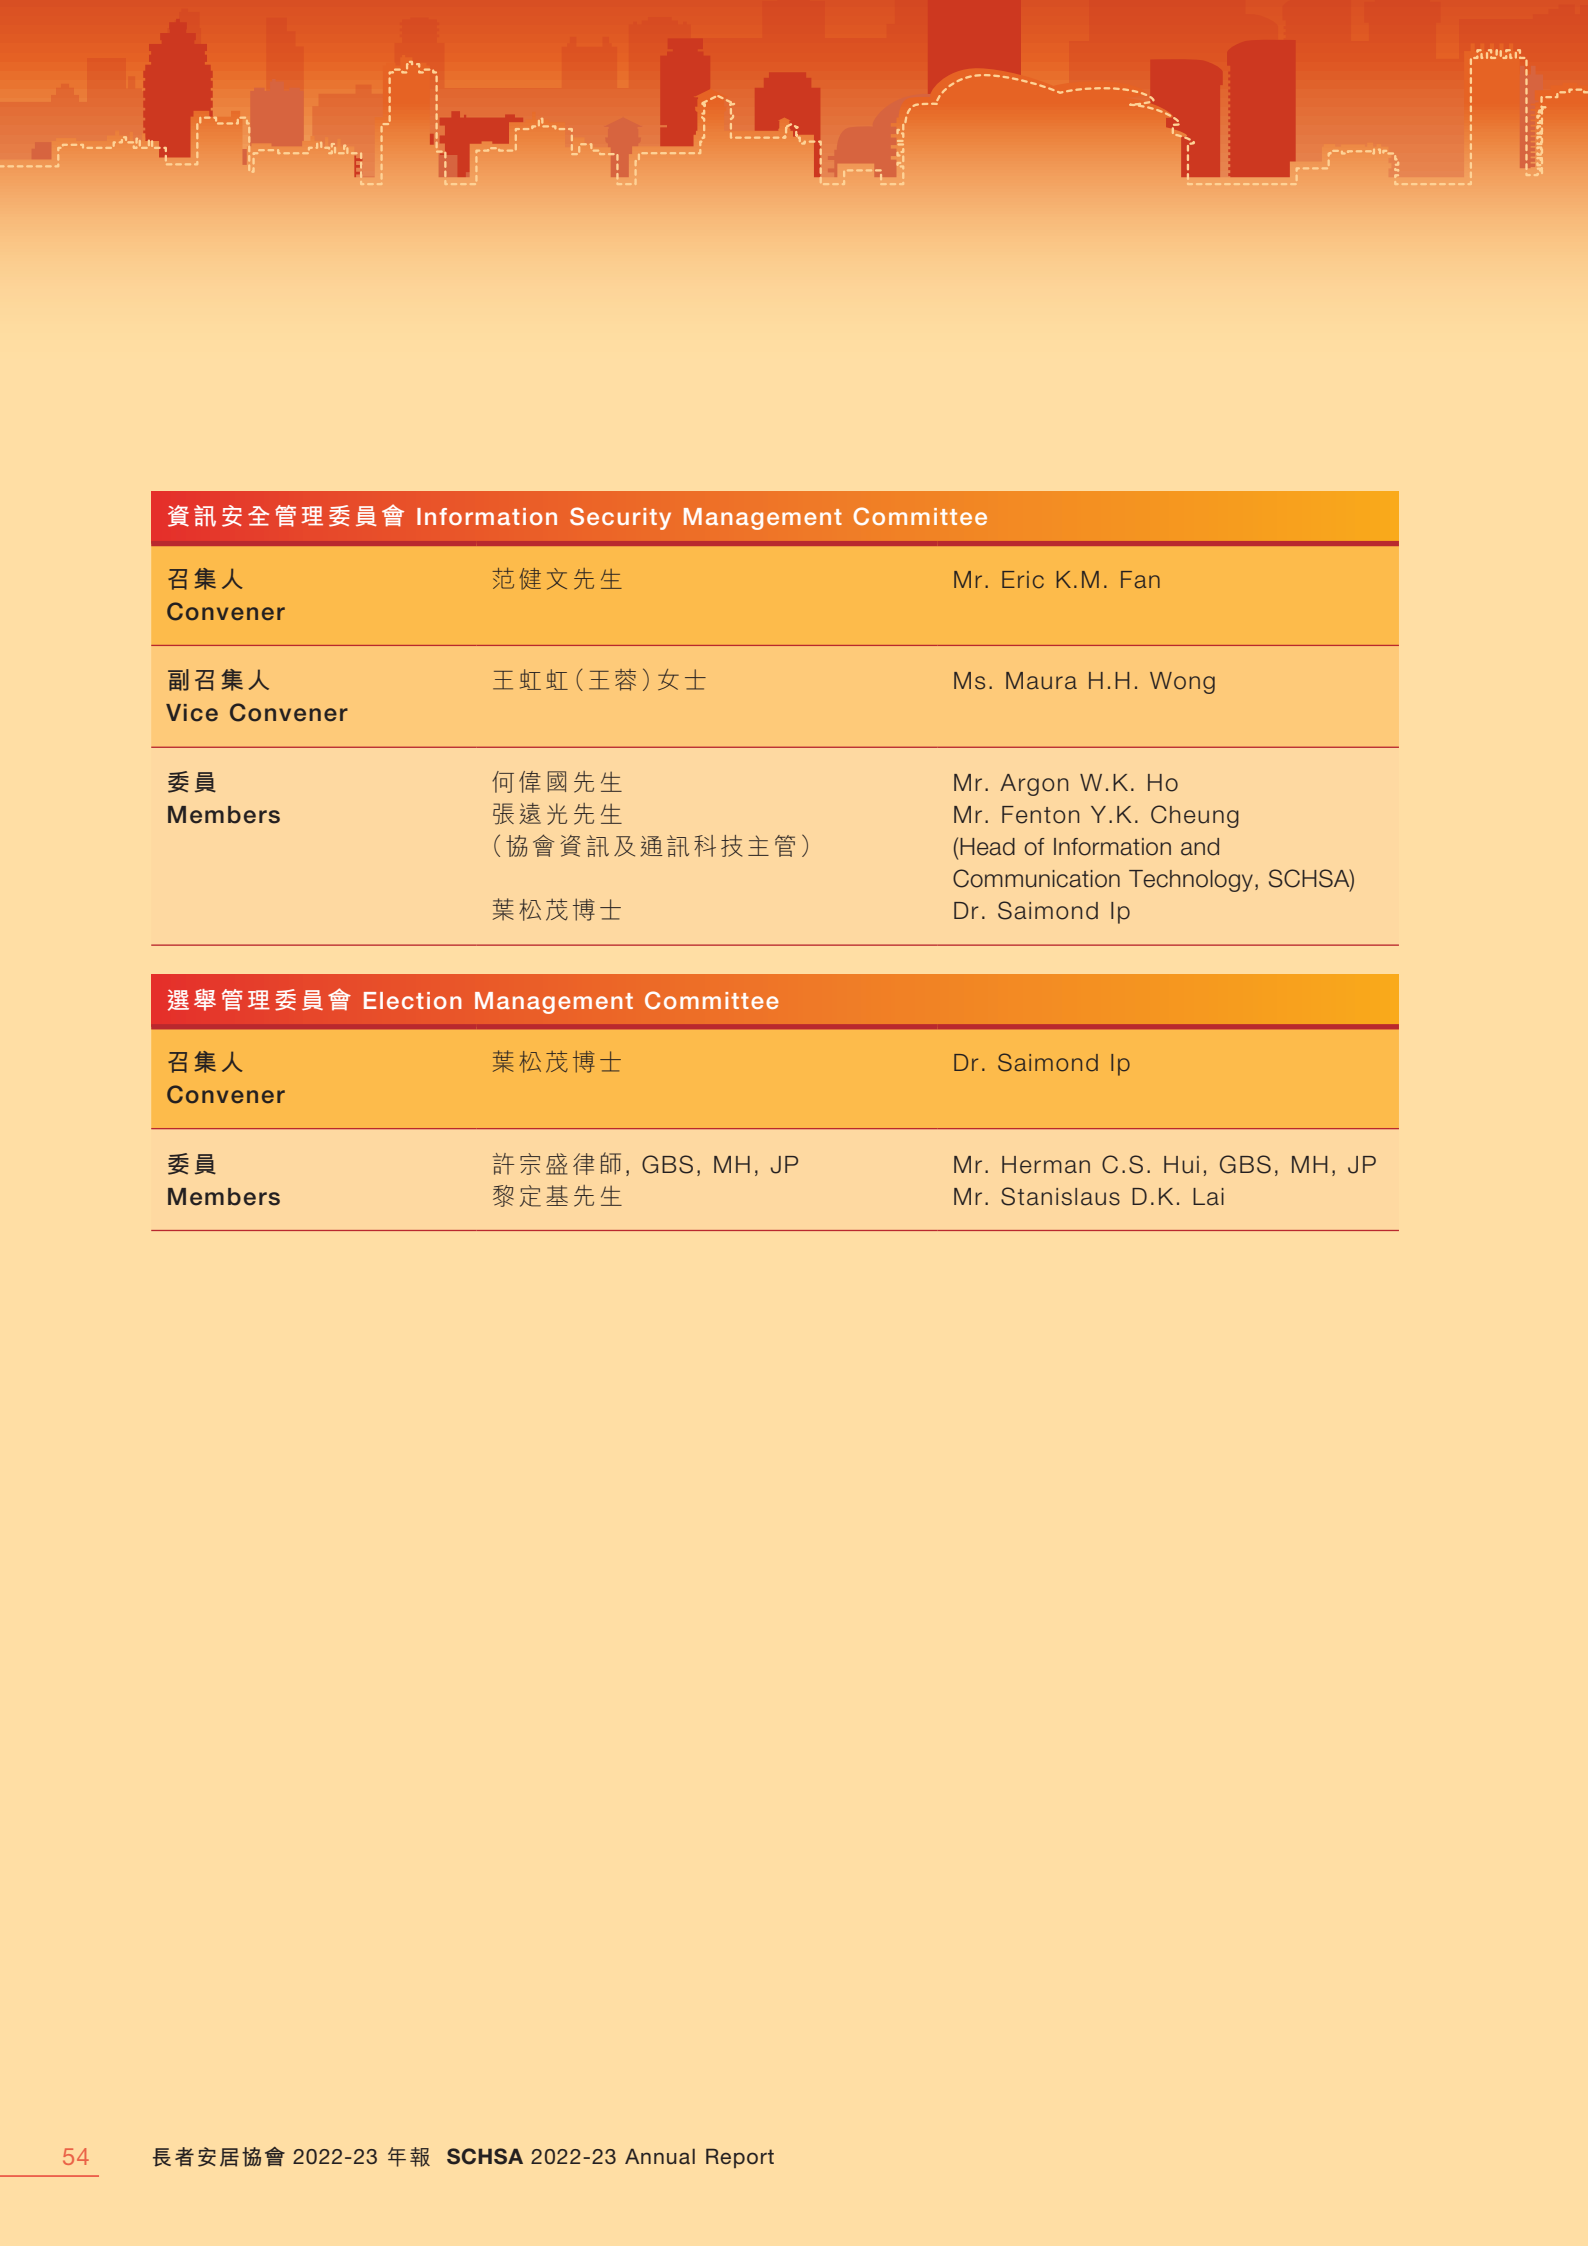 資訊安全管理委員會 Information Security Management Committee
召集人 范健文先生 Mr. Eric K.M. Fan
Convener
副召集人 王虹虹（王蓉）女士 Ms. Maura H.H. Wong
Vice Convener
委員 何偉國先生 Mr. Argon W.K. Ho
Members 張遠光先生 Mr. Fenton Y.K. Cheung
（協會資訊及通訊科技主管） (Head of Information and
Communication Technology, SCHSA)
葉松茂博士 Dr. Saimond Ip
選舉管理委員會 Election Management Committee
召集人 葉松茂博士 Dr. Saimond Ip
Convener
委員 許宗盛律師, GBS, MH, JP Mr. Herman C.S. Hui, GBS, MH, JP
Members 黎定基先生 Mr. Stanislaus D.K. Lai
54 長者安居協會 2022-23 年報 SCHSA 2022-23 Annual Report